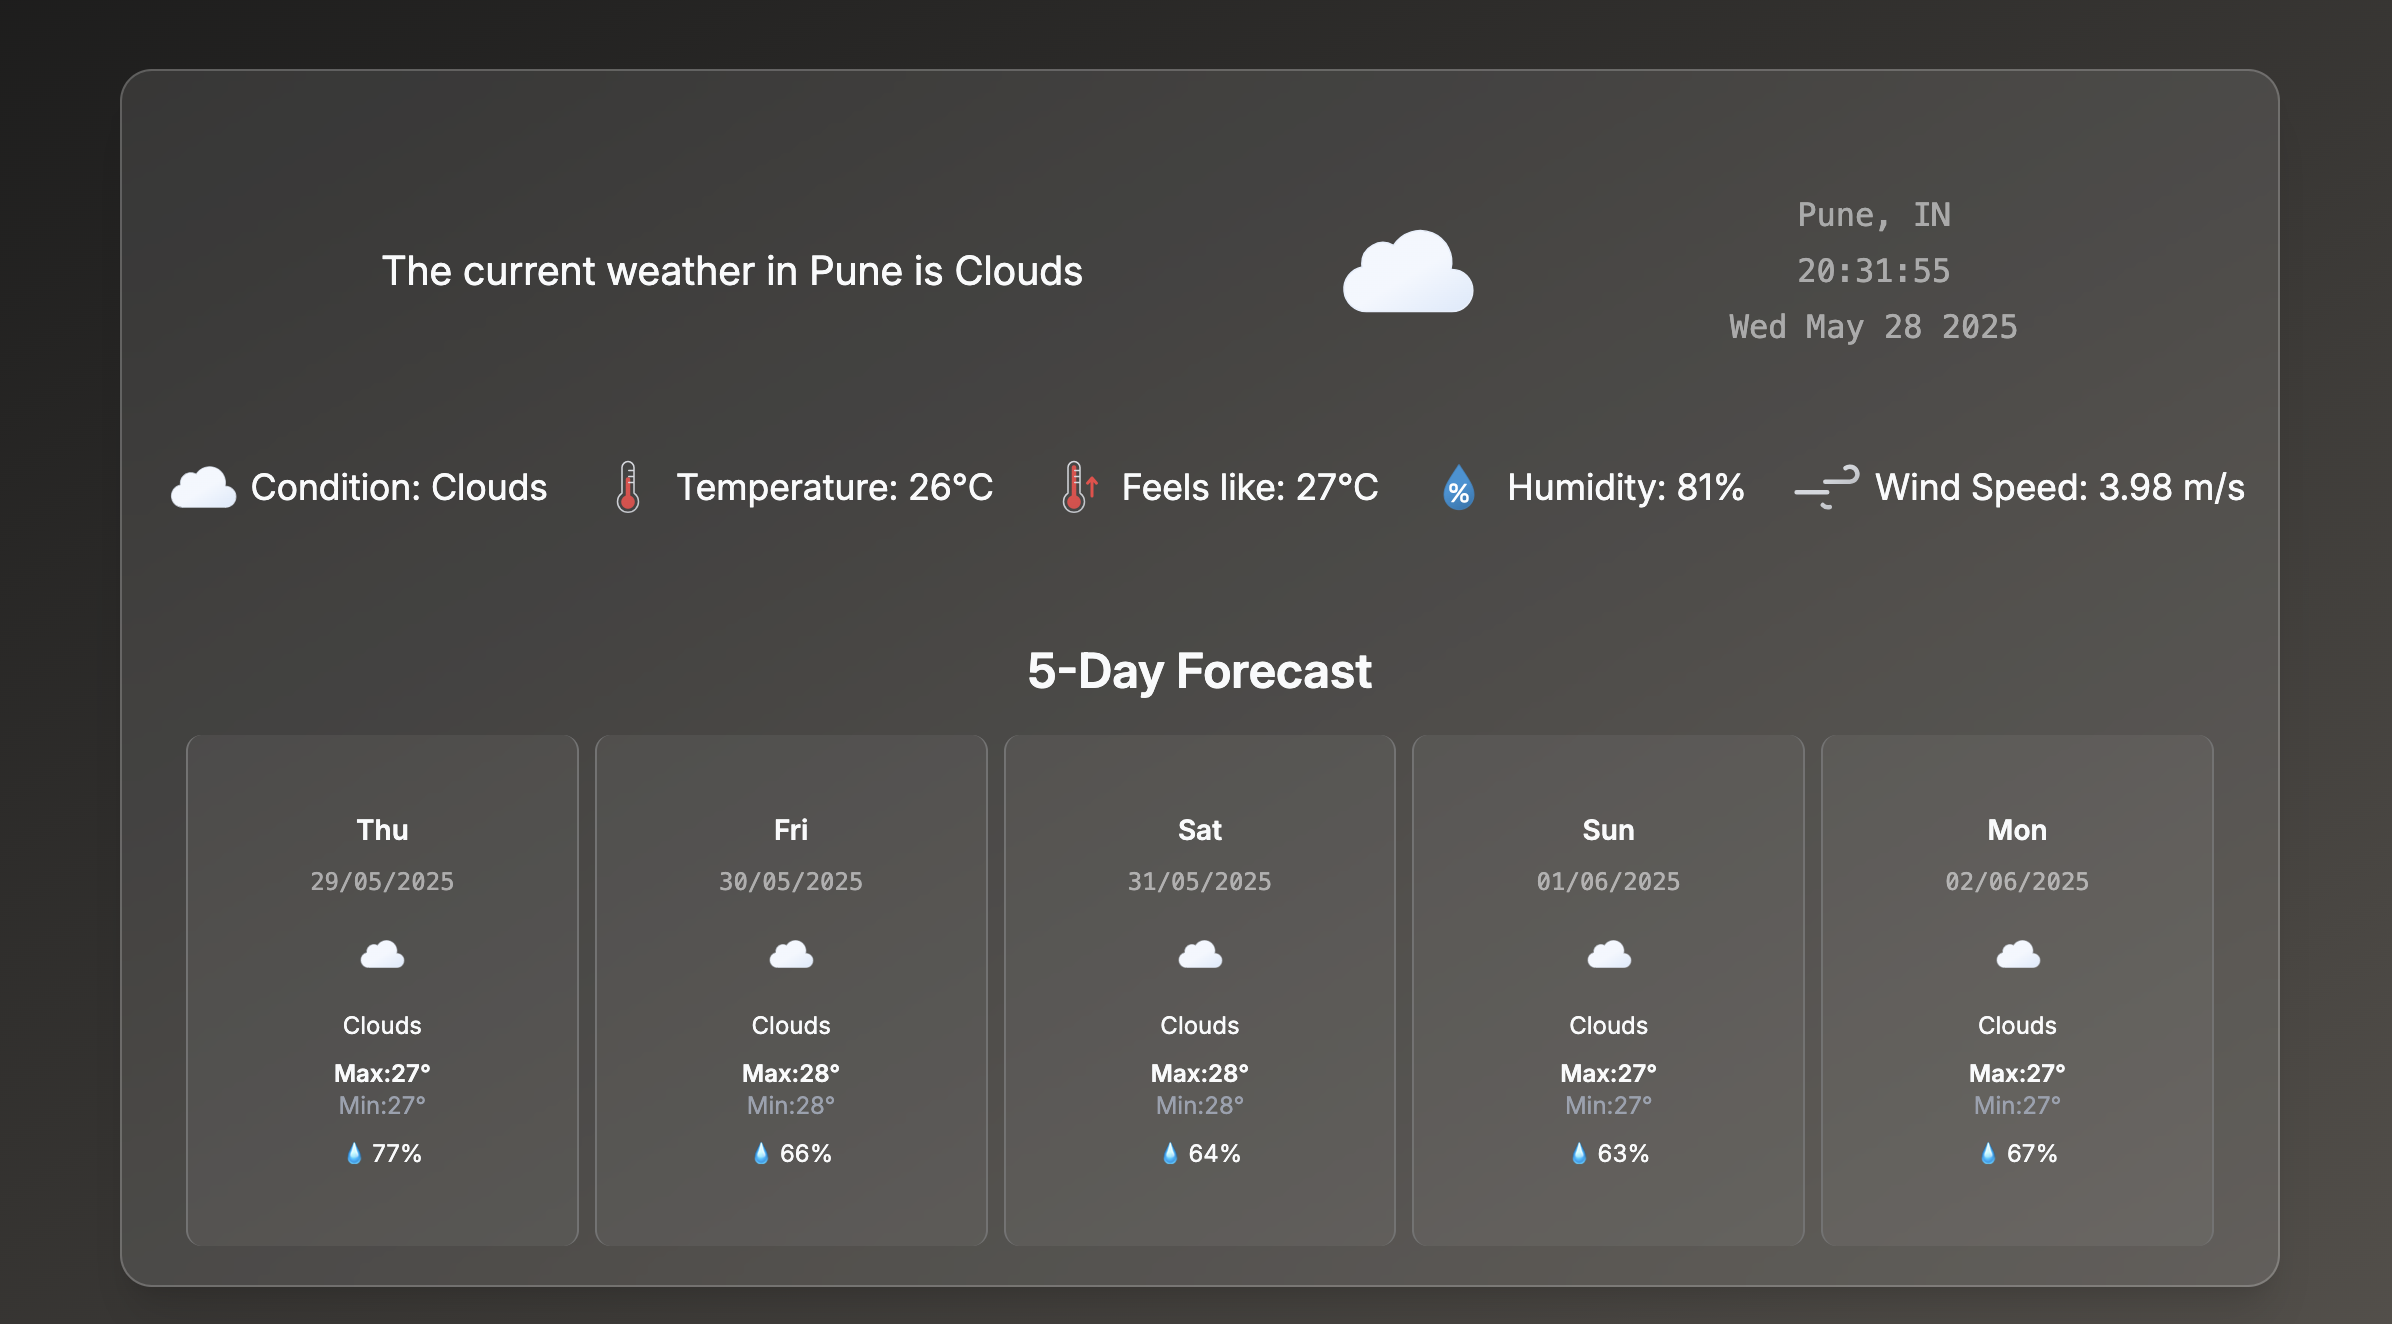 The current weather in Pune is Clouds
Pune, IN
20:31:55
Wed May 28 2025
Condition: Clouds
Temperature: 26°C
Feels like: 27°C
%
Humidity: 81%
Wind Speed: 3.98 m/s
5-Day Forecast
Thu
29/05/2025
Clouds
Max:27°
Min:27°
77%
Fri
30/05/2025
Clouds
Max:28°
Min:28°
66%
Sat
31/05/2025
Clouds
Max:28°
Min:28°
64%
Sun
01/06/2025
Clouds
Max:27°
Min:27°
63%
Mon
02/06/2025
Clouds
Max:27°
Min:27°
67%